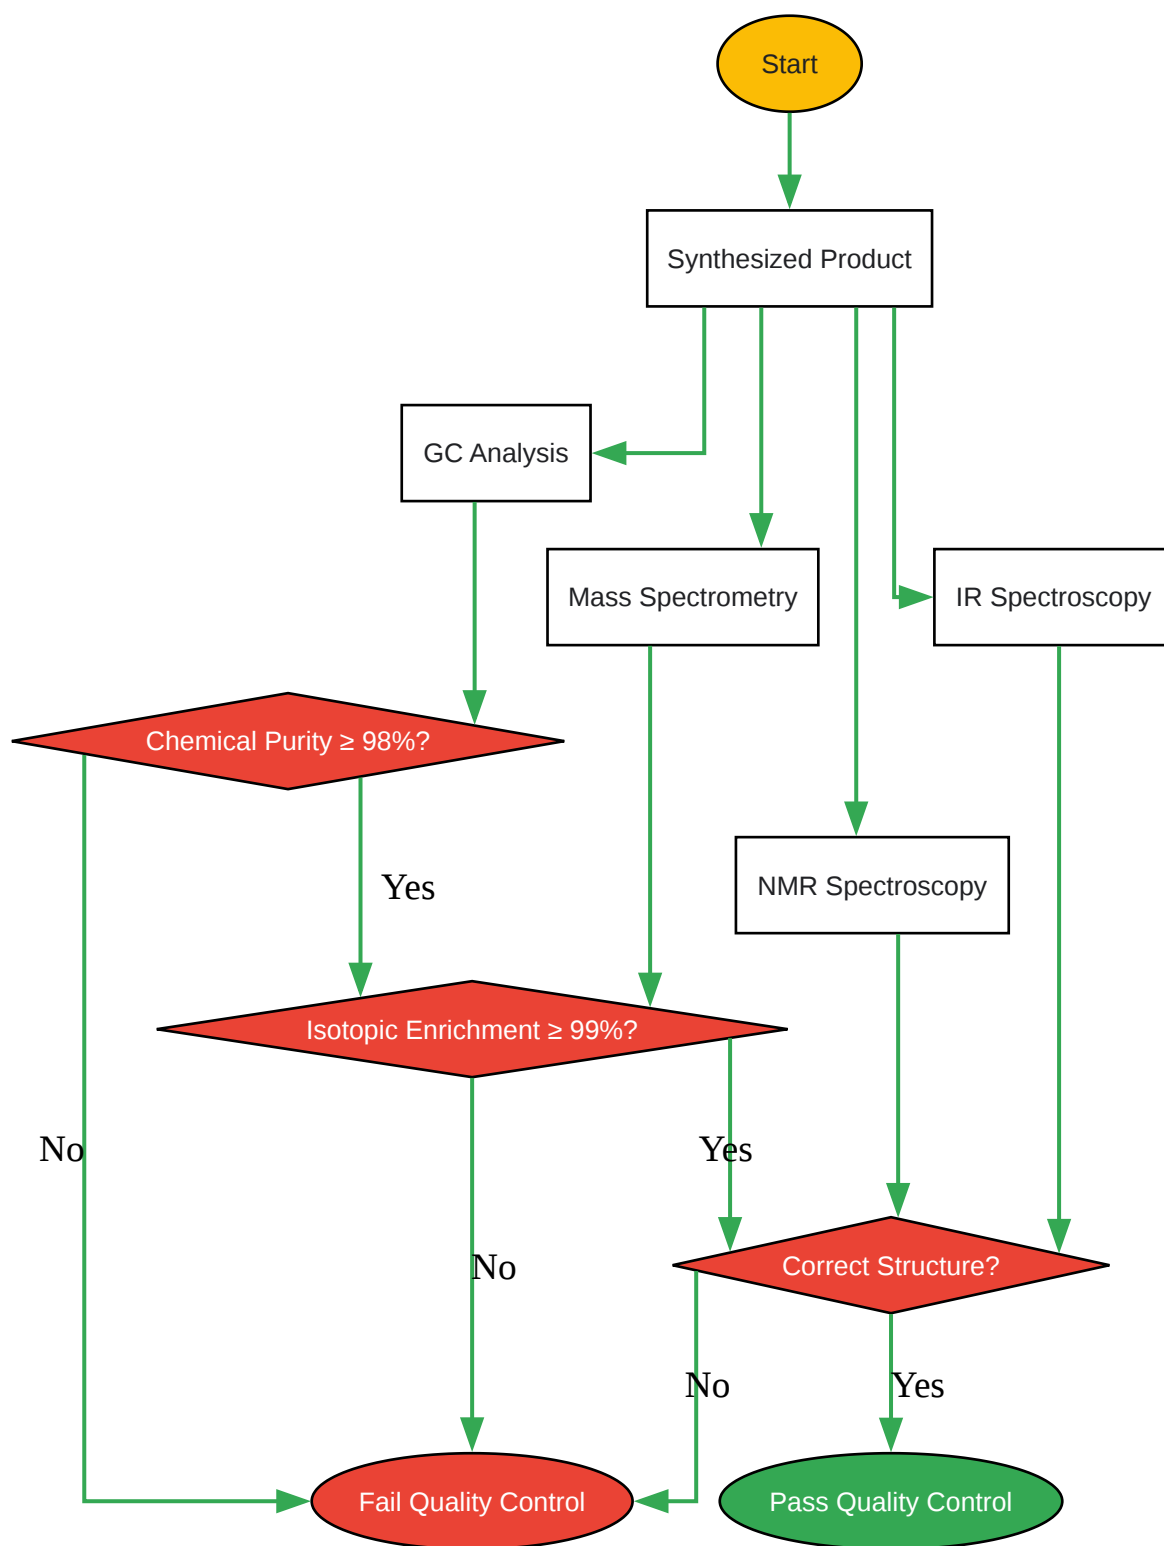 Start
Synthesized Product
GC Analysis
Mass Spectrometry
IR Spectroscopy
Chemical Purity ≥ 98%?
Yes
NMR Spectroscopy
Isotopic Enrichment ≥ 99%?
No
Yes
No
Correct Structure?
No
Yes
Fail Quality Control
Pass Quality Control